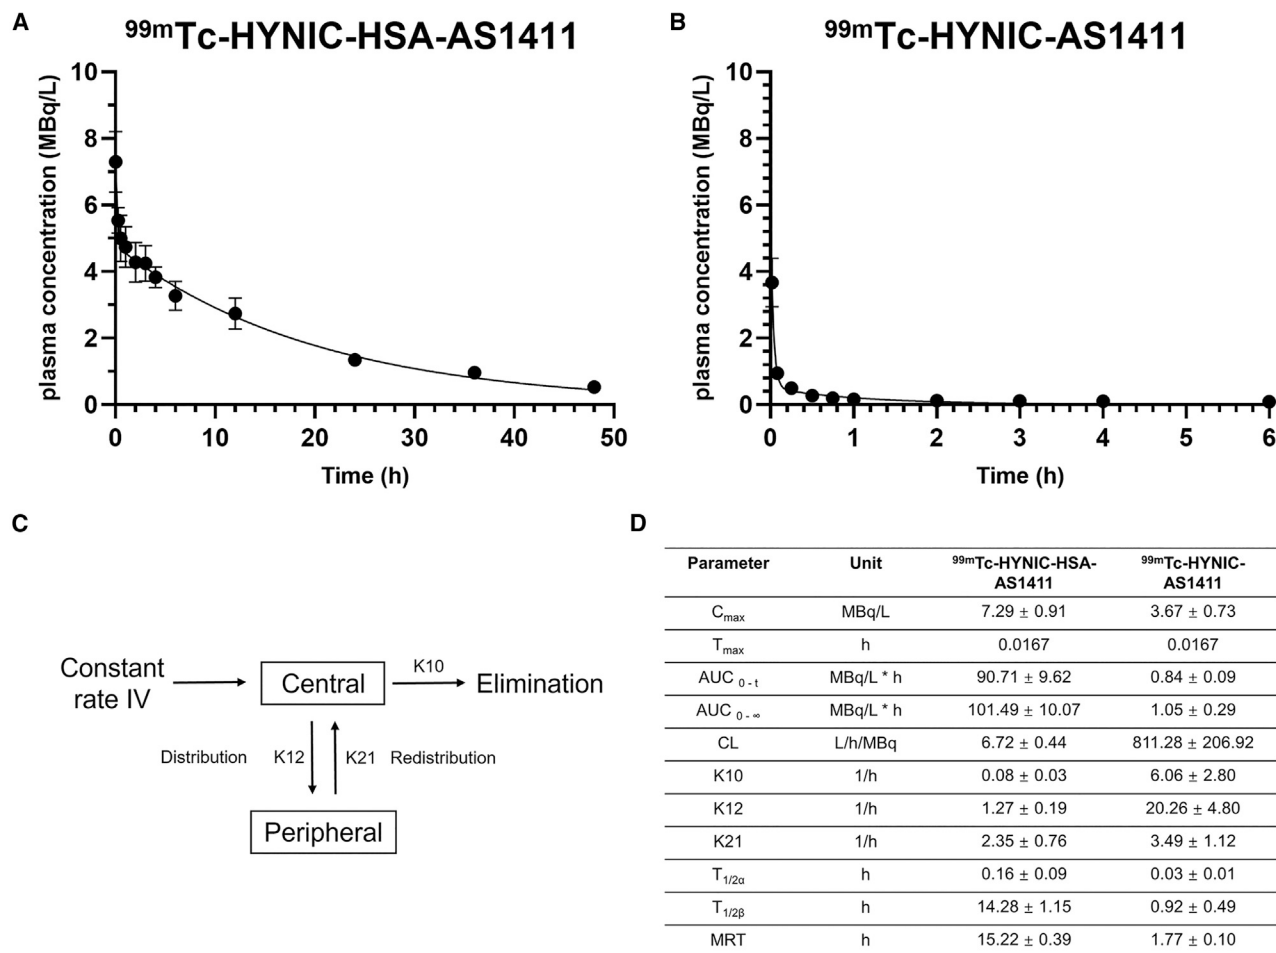 A
99mTc-HYNIC-HSA-AS1411
plasma concentration (MBq/L)
10
8
6
4
2
0
0 10 20 30 40 50
Time (h)
B
99mTc-HYNIC-AS1411
plasma concentration (MBq/L)
10
8
6
4
2
0
0 1 2 3 4 5 6
Time (h)
C
Constant
rate IV
Central
K10
Elimination
Distribution K12 K21 Redistribution
Peripheral
D
Parameter Unit 99mTc-HYNIC-HSA- 99mTc-HYNIC-
AS1411 AS1411
Cmax MBq/L 7.29 ± 0.91 3.67 ± 0.73
Tmax h 0.0167 0.0167
AUC 0 - t MBq/L * h 90.71 ± 9.62 0.84 ± 0.09
AUC 0 - ∞ MBq/L * h 101.49 ± 10.07 1.05 ± 0.29
CL L/h/MBq 6.72 ± 0.44 811.28 ± 206.92
K10 1/h 0.08 ± 0.03 6.06 ± 2.80
K12 1/h 1.27 ± 0.19 20.26 ± 4.80
K21 1/h 2.35 ± 0.76 3.49 ± 1.12
T1/2α h 0.16 ± 0.09 0.03 ± 0.01
T1/2β h 14.28 ± 1.15 0.92 ± 0.49
MRT h 15.22 ± 0.39 1.77 ± 0.10